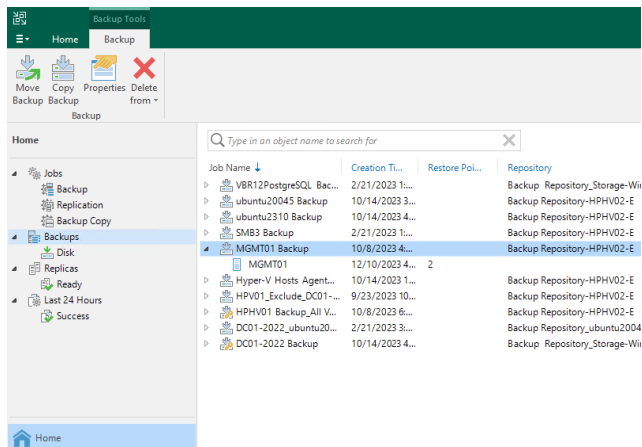 Backup Tools
Home Backup
Move Backup
Copy Backup
Properties
Delete from
Backup
Home
Type in an object name to search for
Jobs
Backup
Replication
Backup Copy
Backups
Disk
Replicas
Ready
Last 24 Hours
Success
Home
Job Name Creation Ti... Restore Poi... Repository
VBR12PostgreSQL Bac... 2/21/2023 1:... Backup Repository_Storage-Wi
ubuntu20045 Backup 10/14/2023 3... Backup Repository-HPHV02-E
ubuntu2310 Backup 10/14/2023 4... Backup Repository-HPHV02-E
SMB3 Backup 2/21/2023 1:... Backup Repository-HPHV02-E
MGMT01 Backup 10/8/2023 4:... Backup Repository-HPHV02-E
MGMT01 12/10/2023 4... 2
Hyper-V Hosts Agent... 10/14/2023 1... Backup Repository-HPHV02-E
HPV01_Exclude_DC01-... 9/23/2023 10... Backup Repository-HPHV02-E
HPHV01 Backup_All V... 10/8/2023 6:... Backup Repository-HPHV02-E
DC01-2022_ubuntu20... 2/21/2023 3:... Backup Repository_ubuntu2004
DC01-2022 Backup 10/14/2023 4... Backup Repository_Storage-Wi